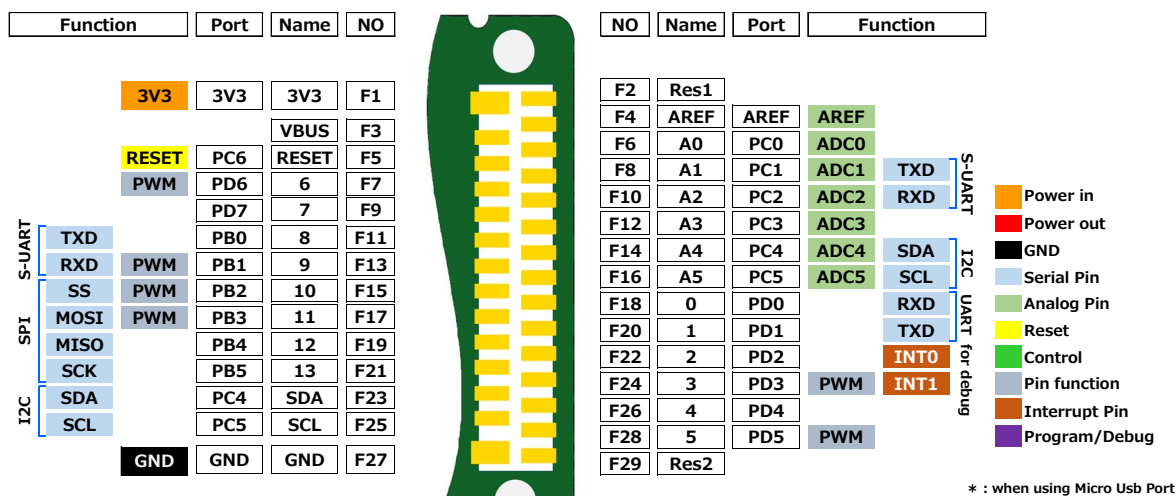 Function Port Name NO
3V3 3V3 3V3 F1
VBUS F3
RESET PC6 RESET F5
PWM PD6 6 F7
PD7 7 F9
S-UART
TXD PB0 8 F11
RXD PWM PB1 9 F13
SPI
SS PWM PB2 10 F15
MOSI PWM PB3 11 F17
MISO PB4 12 F19
SCK PB5 13 F21
I2C
SDA PC4 SDA F23
SCL PC5 SCL F25
GND GND GND F27
NO Name Port Function
F2 Res1
F4 AREF AREF AREF
F6 A0 PC0 ADC0
F8 A1 PC1 ADC1 TXD
F10 A2 PC2 ADC2 RXD
S-UART
F12 A3 PC3 ADC3
F14 A4 PC4 ADC4 SDA
F16 A5 PC5 ADC5 SCL
I2C
F18 0 PD0 RXD
F20 1 PD1 TXD
UART for debug
F22 2 PD2 INT0
F24 3 PD3 PWM INT1
F26 4 PD4
F28 5 PD5 PWM
F29 Res2
Power in
Power out
GND
Serial Pin
Analog Pin
Reset
Control
Pin function
Interrupt Pin
Program/Debug
* : when using Micro Usb Port